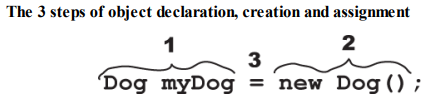 The 3 steps of object declaration, creation and assignment
1 3 2
Dog myDog = new Dog();